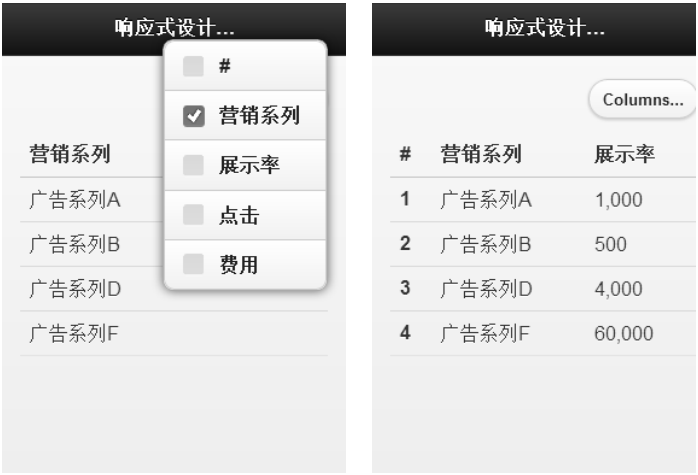 响应式设计...
#
营销系列
展示率
点击
费用
营销系列
广告系列A
广告系列B
广告系列D
广告系列F
响应式设计...
Columns...
# 营销系列 展示率
1 广告系列A 1,000
2 广告系列B 500
3 广告系列D 4,000
4 广告系列F 60,000